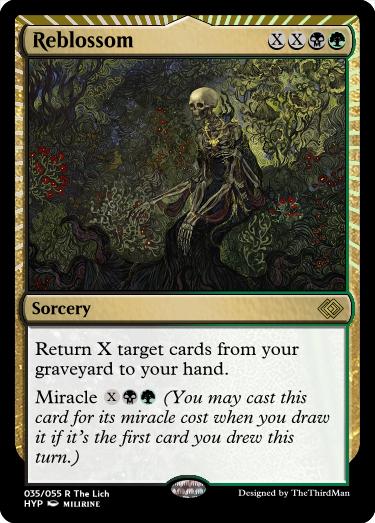 Reblossom X X
Sorcery
Return X target cards from your
graveyard to your hand.
Miracle X (You may cast this
card for its miracle cost when you draw
it if it's the first card you drew this
turn.)
035/055 R The Lich
HYP MILIRINE
Designed by TheThirdMan